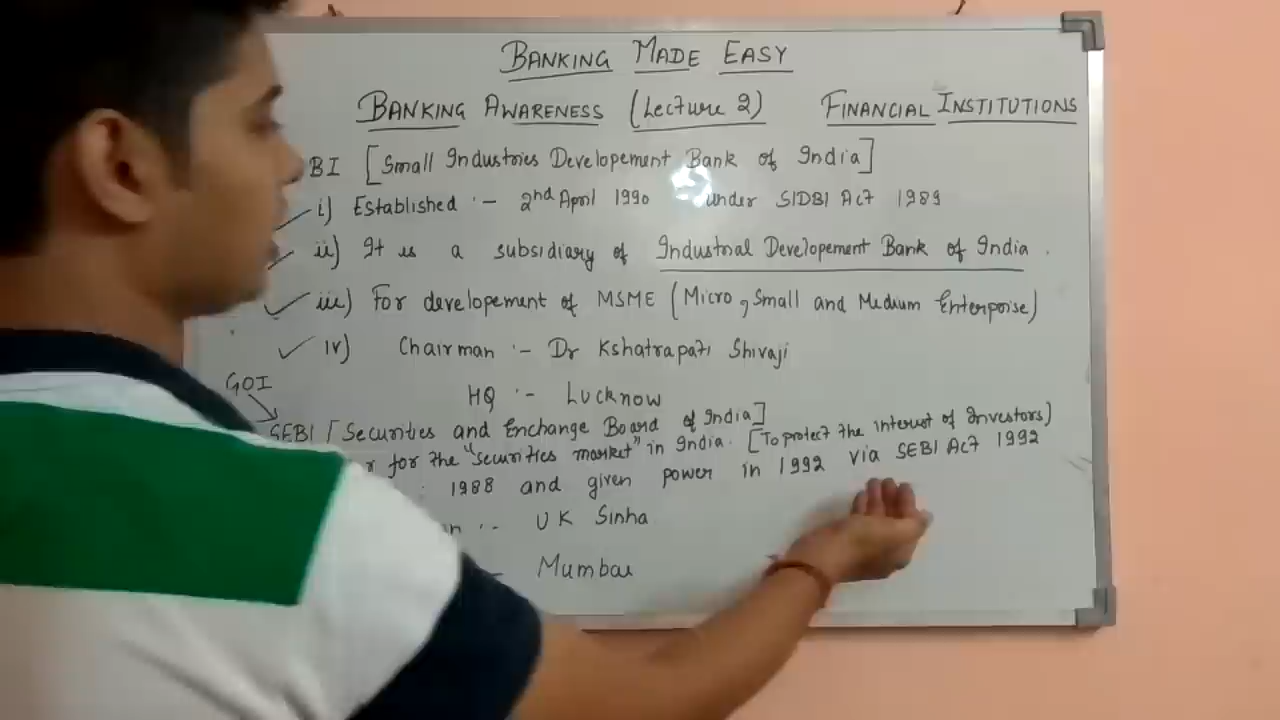 BANKING MADE EASY
BANKING AWARENESS (Lecture 2) FINANCIAL INSTITUTIONS
BI [Small Industries Developement Bank of India]
i) Established :- 2nd April 1990 under SIDBI Act 1989
ii) It is a subsidiary of Industrial Developement Bank of India .
iii) For developement of MSME (Micro, Small and Medium Enterporise)
iv) Chairman :- Dr Kshatrapati Shivaji
HQ :- Lucknow
GOI
SEBI [Securities and Enchange Board of India]
r for the "securities market" in India. [To protect the interest of Investors)
: 1988 and given power in 1992 via SEBI Act 1992
n :- UK Sinha
- Mumbai